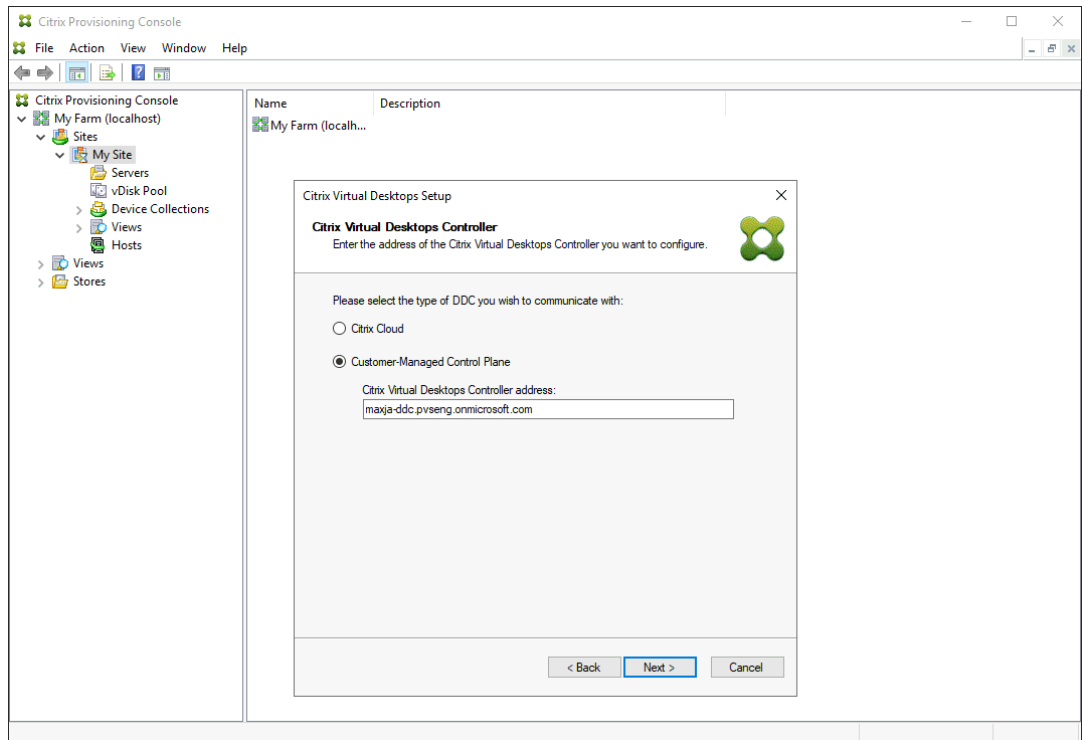 Citrix Provisioning Console
File Action View Window Help
Citrix Provisioning Console
My Farm (localhost)
Sites
My Site
Servers
vDisk Pool
Device Collections
Views
Hosts
Views
Stores
Name Description
My Farm (localh...
Citrix Virtual Desktops Setup
Citrix Virtual Desktops Controller
Enter the address of the Citrix Virtual Desktops Controller you want to configure.
Please select the type of DDC you wish to communicate with:
Citrix Cloud
Customer-Managed Control Plane
Citrix Virtual Desktops Controller address:
maxja-ddc.pvseng.onmicrosoft.com
< Back Next > Cancel